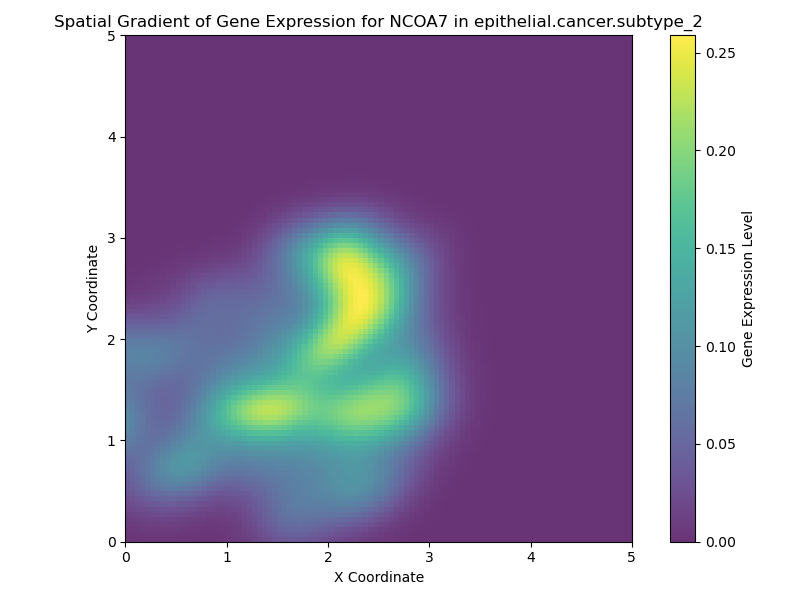 Spatial Gradient of Gene Expression for NCOA7 in epithelial.cancer.subtype_2
5
4
3
2
1
0
0 1 2 3 4 5
X Coordinate
Y Coordinate
0.25
0.20
0.15
0.10
0.05
0.00
Gene Expression Level